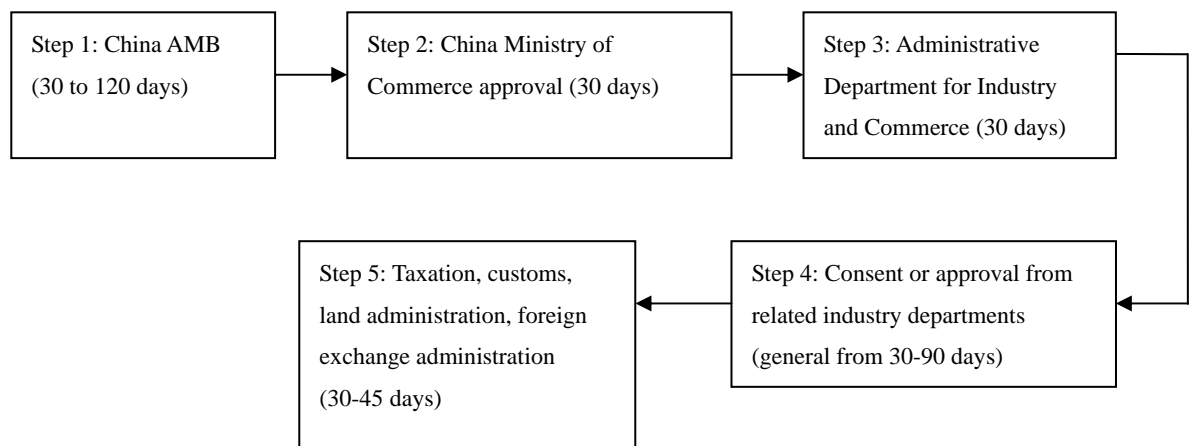 Step 1: China AMB
(30 to 120 days)
Step 2: China Ministry of
Commerce approval (30 days)
Step 3: Administrative
Department for Industry
and Commerce (30 days)
Step 4: Consent or approval from
related industry departments
(general from 30-90 days)
Step 5: Taxation, customs,
land administration, foreign
exchange administration
(30-45 days)